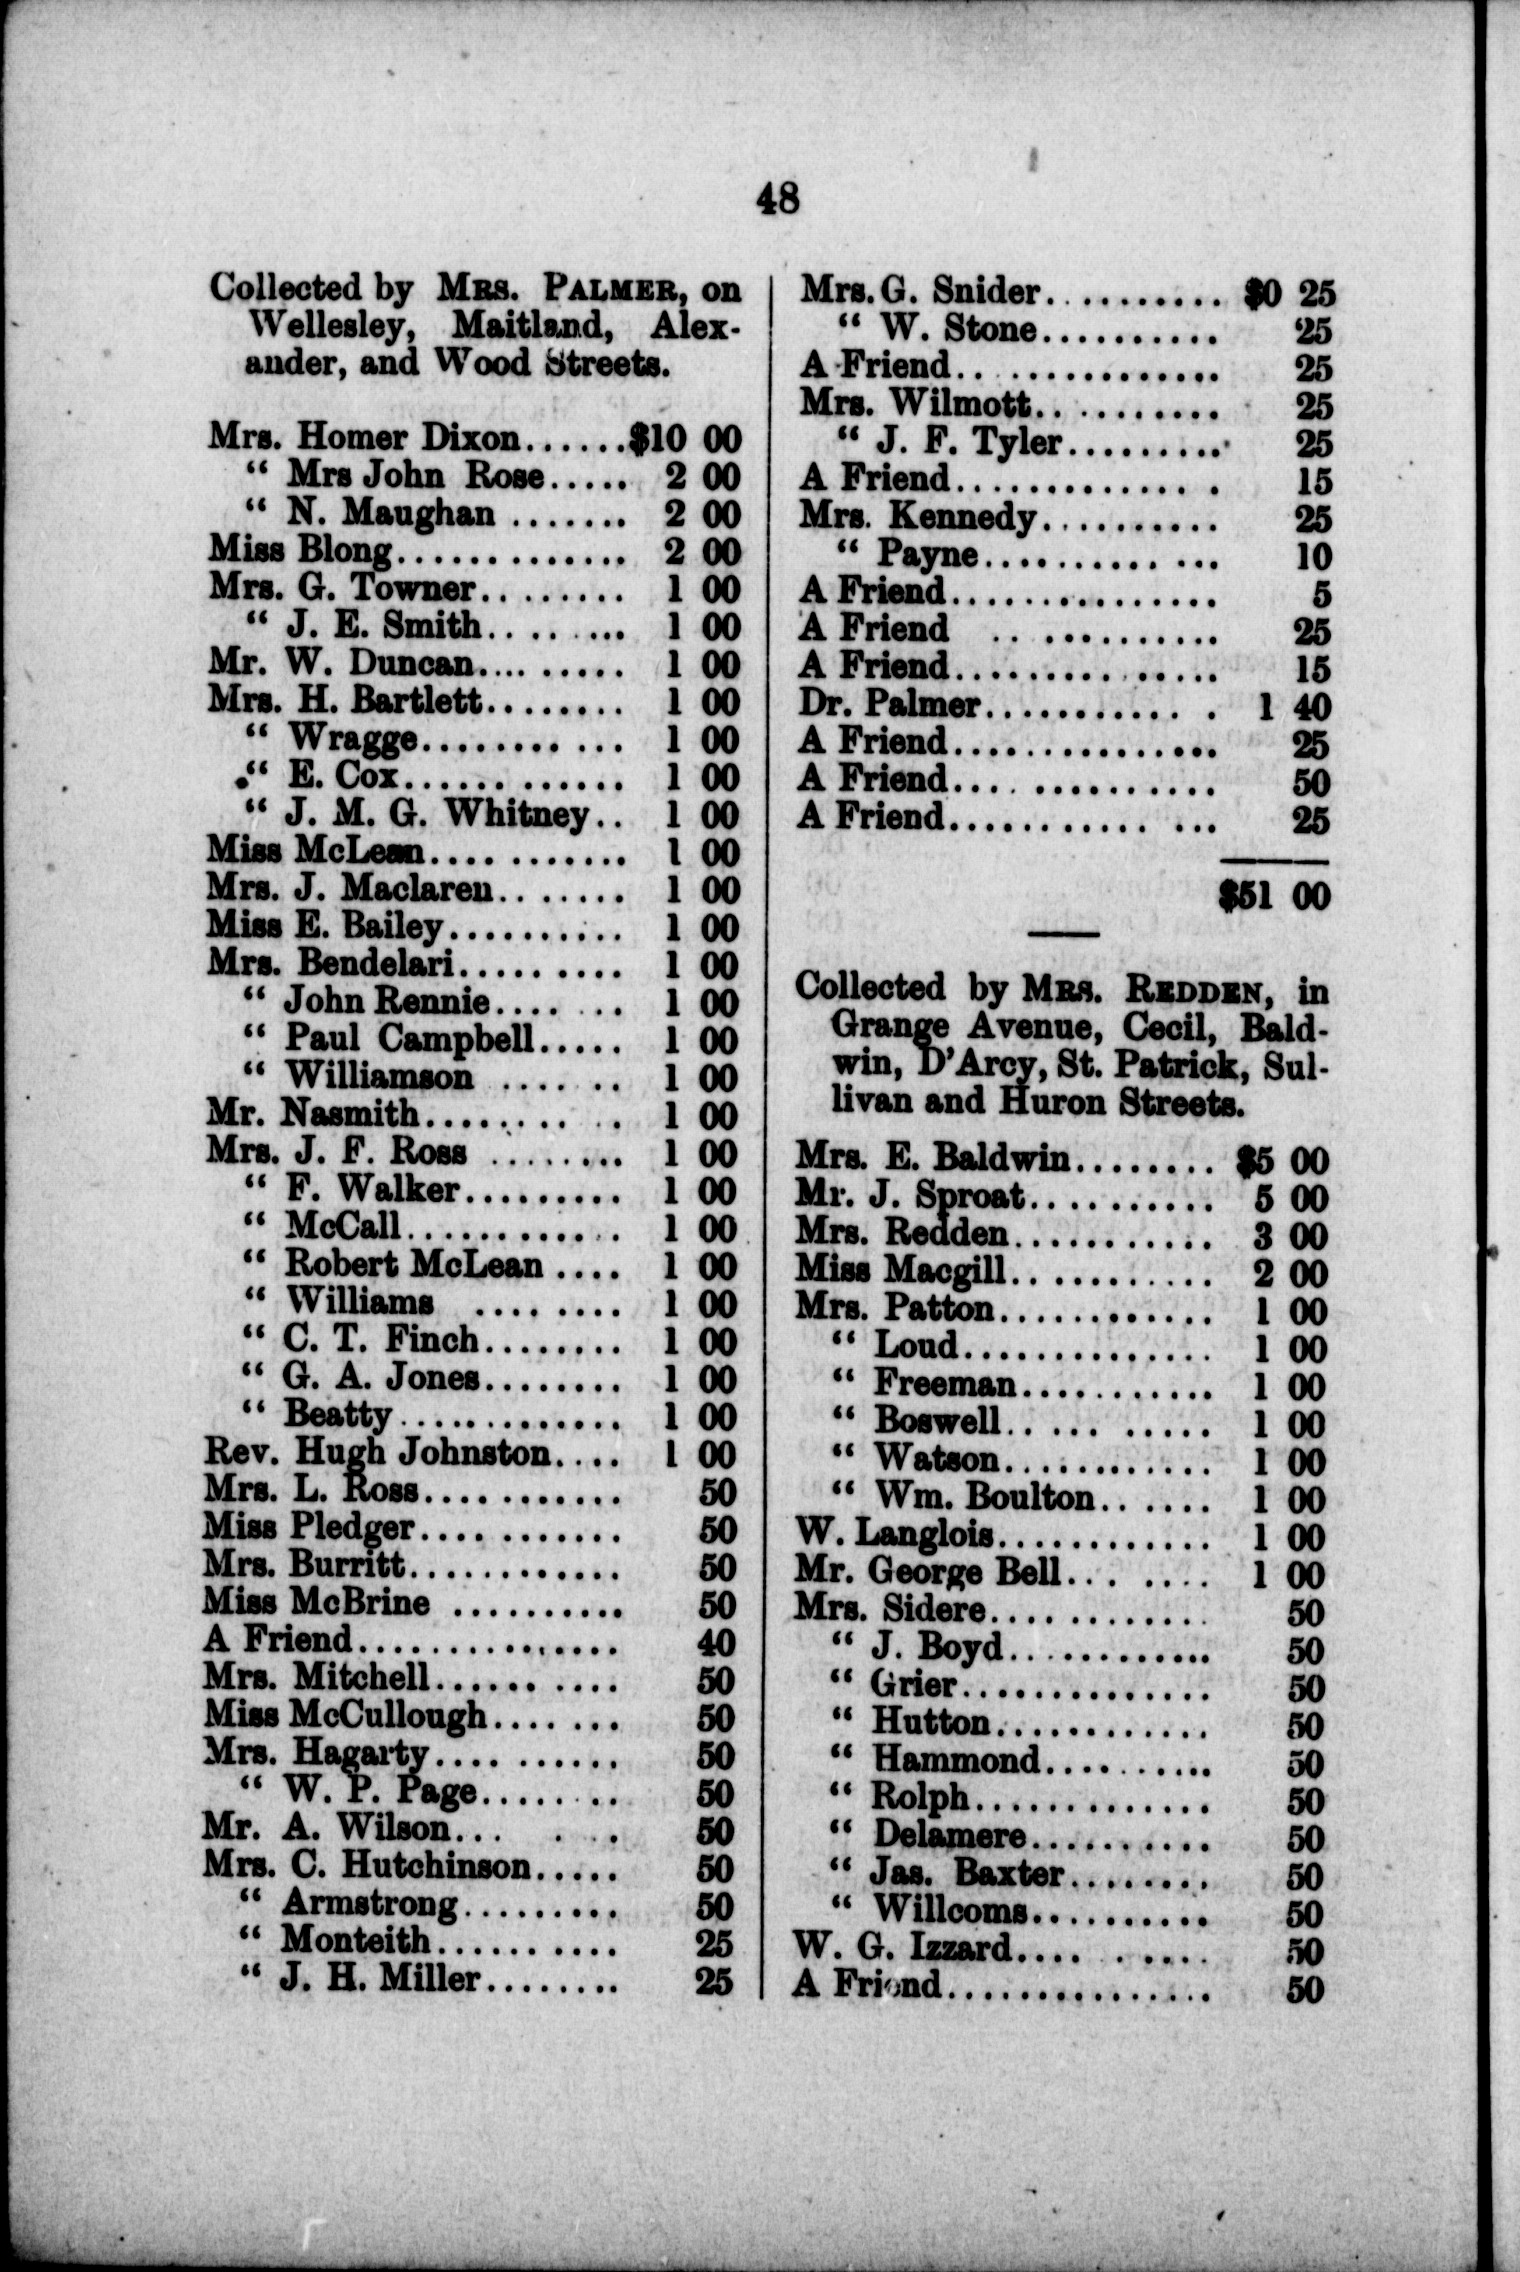 48
Collected by MRS. PALMER, on
Wellesley, Maitland, Alex-
ander, and Wood Streets.
Mrs. Homer Dixon......$10 00
" Mrs John Rose..... 2 00
" N. Maughan ....... 2 00
Miss Blong.............. 2 00
Mrs. G. Towner......... 1 00
" J. E. Smith......... 1 00
Mr. W. Duncan.......... 1 00
Mrs. H. Bartlett........ 1 00
" Wragge........... 1 00
" E. Cox............ 1 00
" J. M. G. Whitney.. 1 00
Miss McLean........... 1 00
Mrs. J. Maclaren....... 1 00
Miss E. Bailey.......... 1 00
Mrs. Bendelari......... 1 00
" John Rennie....... 1 00
" Paul Campbell..... 1 00
" Williamson ....... 1 00
Mr. Nasmith.......... 1 00
Mrs. J. F. Ross ........ 1 00
" F. Walker......... 1 00
" McCall............ 1 00
" Robert McLean .... 1 00
" Williams ........ 1 00
" C. T. Finch........ 1 00
" G. A. Jones........ 1 00
" Beatty............. 1 00
Rev. Hugh Johnston.... 1 00
Mrs. L. Ross........... 50
Miss Pledger............ 50
Mrs. Burritt............ 50
Miss McBrine .......... 50
A Friend............... 40
Mrs. Mitchell.......... 50
Miss McCullough....... 50
Mrs. Hagarty.......... 50
" W. P. Page........ 50
Mr. A. Wilson... ... 50
Mrs. C. Hutchinson..... 50
" Armstrong......... 50
" Monteith.......... 25
" J. H. Miller........ 25
Mrs. G. Snider.......... $0 25
" W. Stone.......... 25
A Friend............... 25
Mrs. Wilmott.......... 25
" J. F. Tyler......... 25
A Friend.............. 15
Mrs. Kennedy.......... 25
" Payne............. 10
A Friend............... 5
A Friend ............ 25
A Friend............... 15
Dr. Palmer............ 1 40
A Friend............... 25
A Friend.............. 50
A Friend.............. 25
$51 00
Collected by MRS. REDDEN, in
Grange Avenue, Cecil, Bald-
win, D'Arcy, St. Patrick, Sul-
livan and Huron Streets.
Mrs. E. Baldwin........ $5 00
Mr. J. Sproat.......... 5 00
Mrs. Redden........... 3 00
Miss Macgill........... 2 00
Mrs. Patton............ 1 00
" Loud.............. 1 00
" Freeman........... 1 00
" Boswell.......... 1 00
" Watson............ 1 00
" Wm. Boulton...... 1 00
W. Langlois............ 1 00
Mr. George Bell....... 1 00
Mrs. Sidere............ 50
" J. Boyd............ 50
" Grier.............. 50
" Hutton............ 50
" Hammond.......... 50
" Rolph............. 50
" Delamere.......... 50
" Jas. Baxter........ 50
" Willcoms.......... 50
W. G. Izzard......... 50
A Friend............... 50